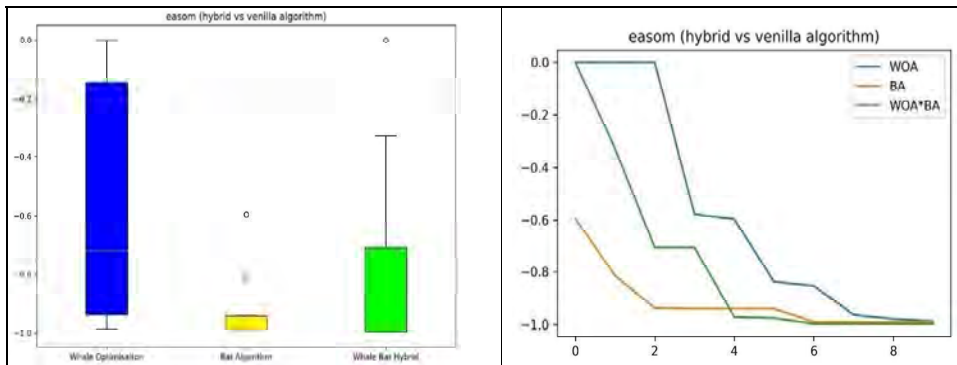 easom (hybrid vs venilla algorithm)
0.0
−0.2
−0.4
−0.6
−0.8
−1.0
Whale Optimisation
Bat Algorithm
Whale Bat Hybrid
easom (hybrid vs venilla algorithm)
WOA
BA
WOA*BA
0.0
−0.2
−0.4
−0.6
−0.8
−1.0
0
2
4
6
8